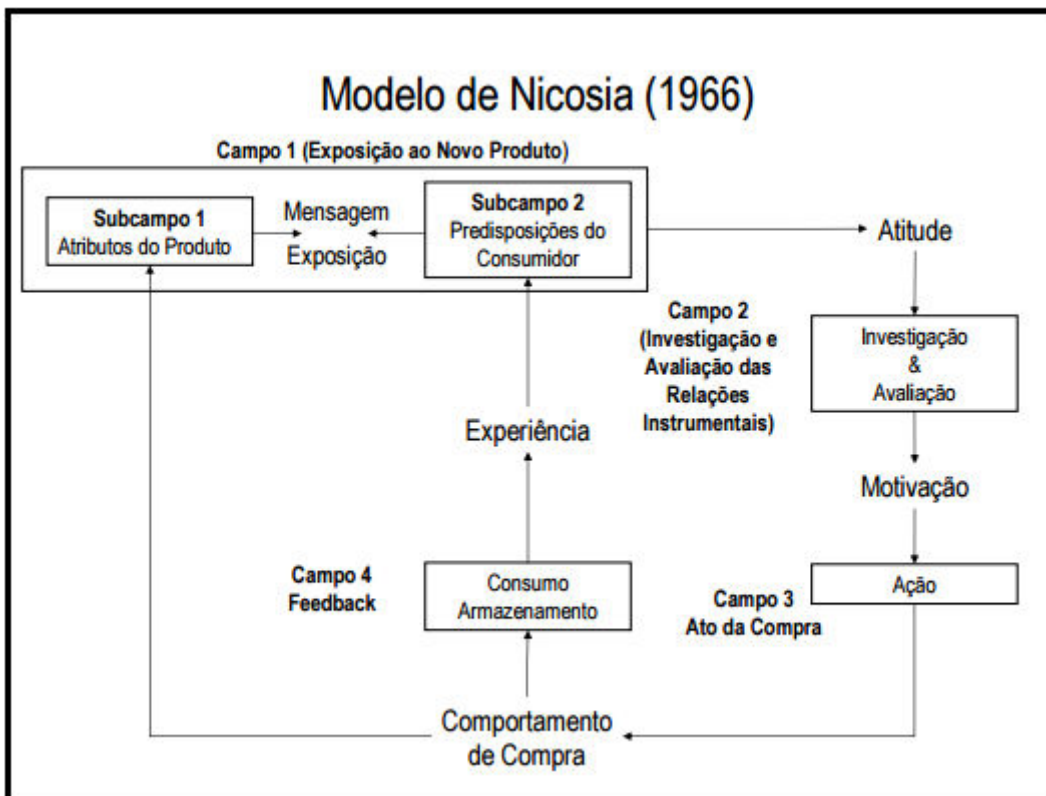 Modelo de Nicosia (1966)
Campo 1 (Exposição ao Novo Produto)
Subcampo 1
Atributos do Produto
Mensagem
Exposição
Subcampo 2
Predisposições do
Consumidor
Atitude
Campo 2
(Investigação e
Avaliação das
Relações
Instrumentais)
Investigação
&
Avaliação
Experiência
Motivação
Campo 4
Feedback
Consumo
Armazenamento
Campo 3
Ato da Compra
Ação
Comportamento
de Compra